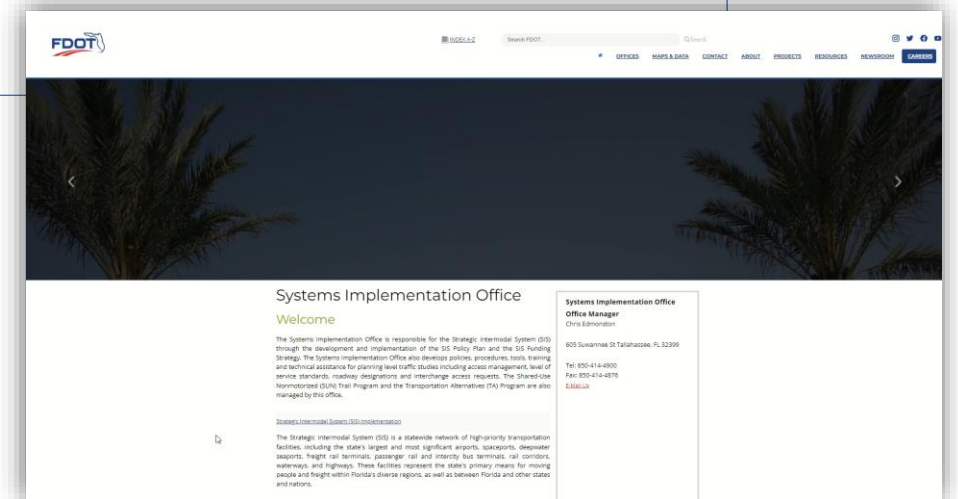 FDOT
INDEX A-Z
Search FDOT...
Search
OFFICES MAPS & DATA CONTACT ABOUT PROJECTS RESOURCES NEWSROOM CAREERS
Systems Implementation Office
Welcome
The Systems Implementation Office is responsible for the Strategic Intermodal System (SIS)
through the development and implementation of the SIS Policy Plan and the SIS Funding
Strategy. The Systems Implementation Office also develops policies, procedures, tools, training
and technical assistance for planning level traffic studies including access management, level of
service standards, roadway designations and interchange access requests. The Shared-Use
Nonmotorized (SUN) Trail Program and the Transportation Alternatives (TA) Program are also
managed by this office.
Strategic Intermodal System (SIS) Implementation
The Strategic Intermodal System (SIS) is a statewide network of high-priority transportation
facilities, including the state's largest and most significant airports, spaceports, deepwater
seaports, freight rail terminals, passenger rail and intercity bus terminals, rail corridors,
waterways, and highways. These facilities represent the state's primary means for moving
people and freight within Florida's diverse regions, as well as between Florida and other states
and nations.
Systems Implementation Office
Office Manager
Chris Edmonston
605 Suwannee St Tallahassee, FL 32399
Tel: 850-414-4900
Fax: 850-414-4876
E-Mail Us